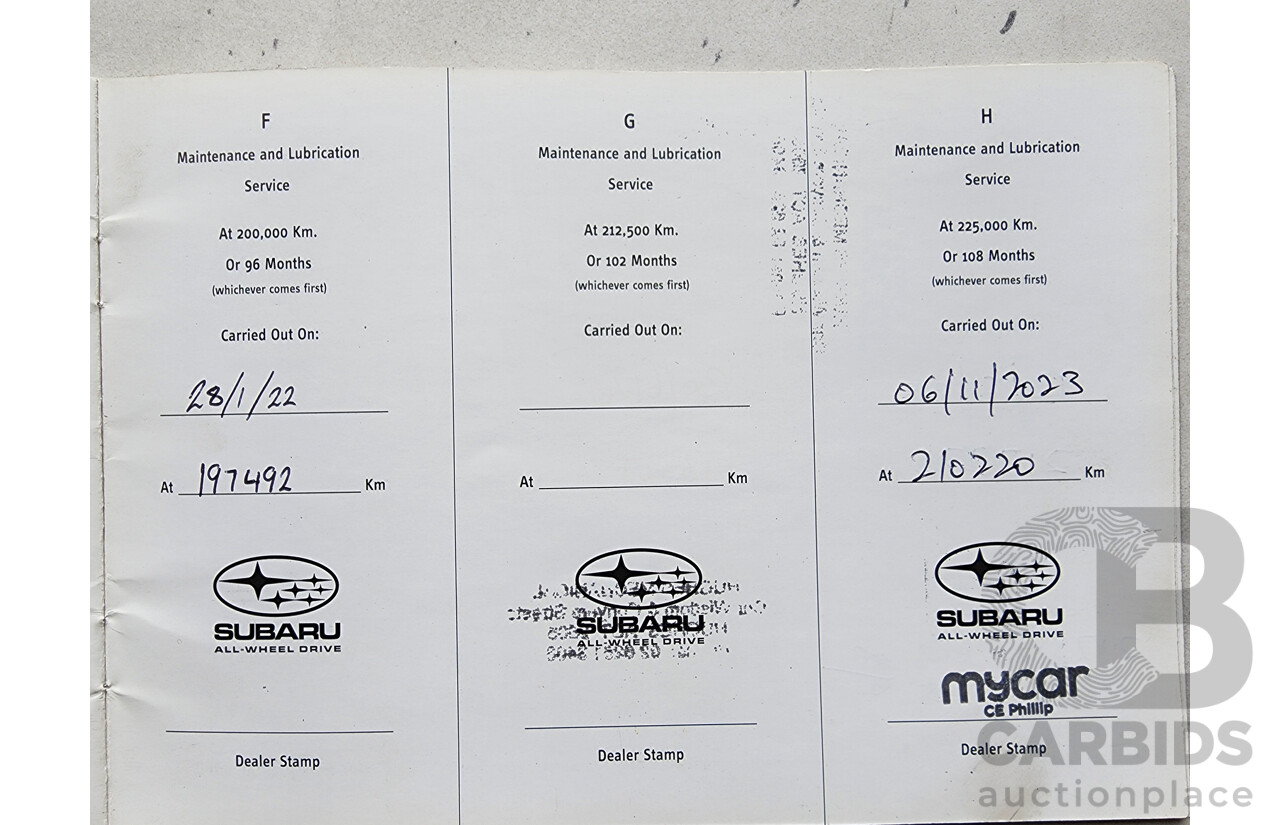 F
Maintenance and Lubrication
Service
At 200,000 Km.
Or 96 Months
(whichever comes first)
Carried Out On:
28/1/22
At 197492 Km
SUBARU
ALL-WHEEL DRIVE
Dealer Stamp
G
Maintenance and Lubrication
Service
At 212,500 Km.
Or 102 Months
(whichever comes first)
Carried Out On:
At Km
SUBARU
ALL-WHEEL DRIVE
Dealer Stamp
H
Maintenance and Lubrication
Service
At 225,000 Km.
Or 108 Months
(whichever comes first)
Carried Out On:
06/11/2023
At 210220 Km
SUBARU
ALL-WHEEL DRIVE
mycar
CE Phillip
Dealer Stamp
CARBIDS
auctionplace